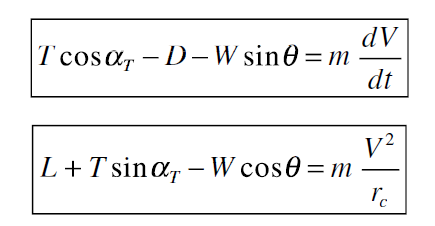 T cos α_T − D − W sin θ = m dV/dt
L + T sin α_T − W cos θ = m V²/r_c